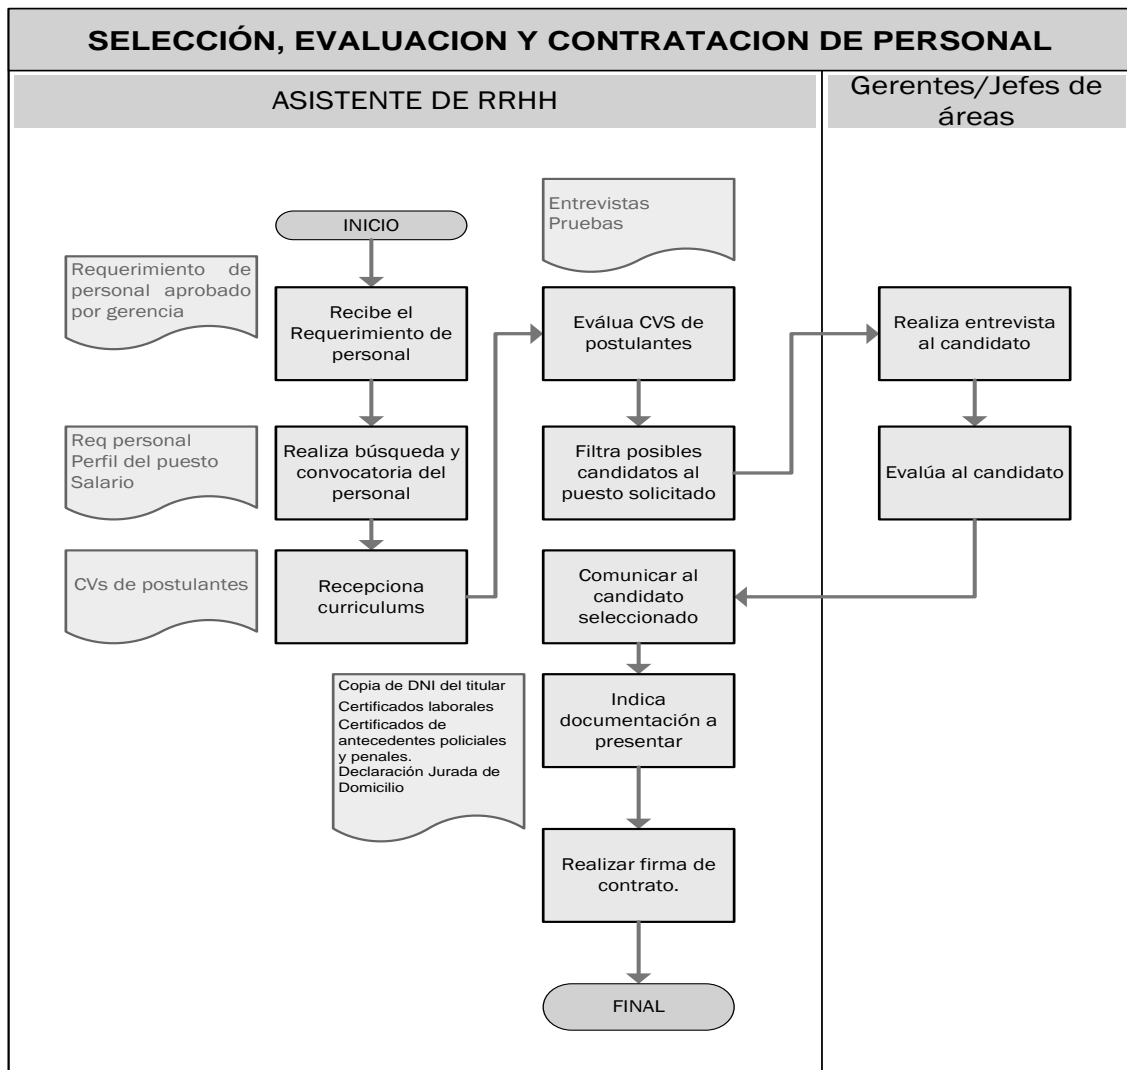 SELECCIÓN, EVALUACION Y CONTRATACION DE PERSONAL
ASISTENTE DE RRHH
Gerentes/Jefes de
áreas
INICIO
Requerimiento de
personal aprobado
por gerencia
Recibe el
Requerimiento de
personal
Req personal
Perfil del puesto
Salario
Realiza búsqueda y
convocatoria del
personal
CVs de postulantes
Recepciona
curriculums
Entrevistas
Pruebas
Eválua CVS de
postulantes
Filtra posibles
candidatos al
puesto solicitado
Realiza entrevista
al candidato
Evalúa al candidato
Comunicar al
candidato
seleccionado
Copia de DNI del titular
Certificados laborales
Certificados de
antecedentes policiales
y penales.
Declaración Jurada de
Domicilio
Indica
documentación a
presentar
Realizar firma de
contrato.
FINAL